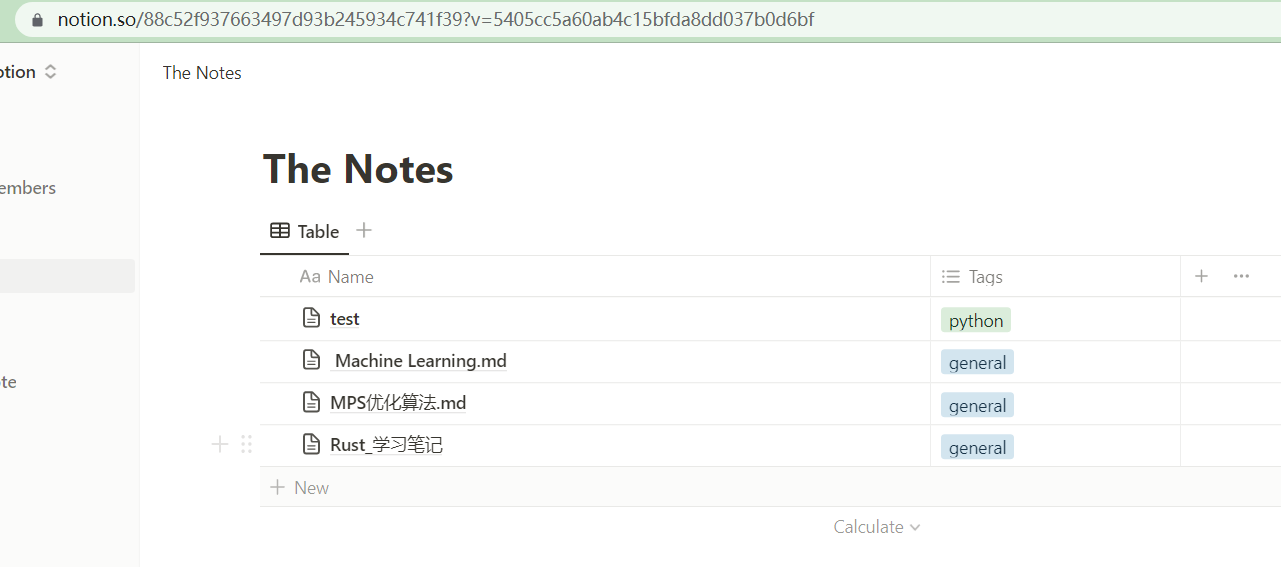 notion.so/88c52f937663497d93b245934c741f39?v=5405cc5a60ab4c15bfda8dd037b0d6bf
otion
The Notes
The Notes
embers
Table
Aa Name
Tags
test
python
Machine Learning.md
general
te
MPS优化算法.md
general
Rust_学习笔记
general
New
Calculate